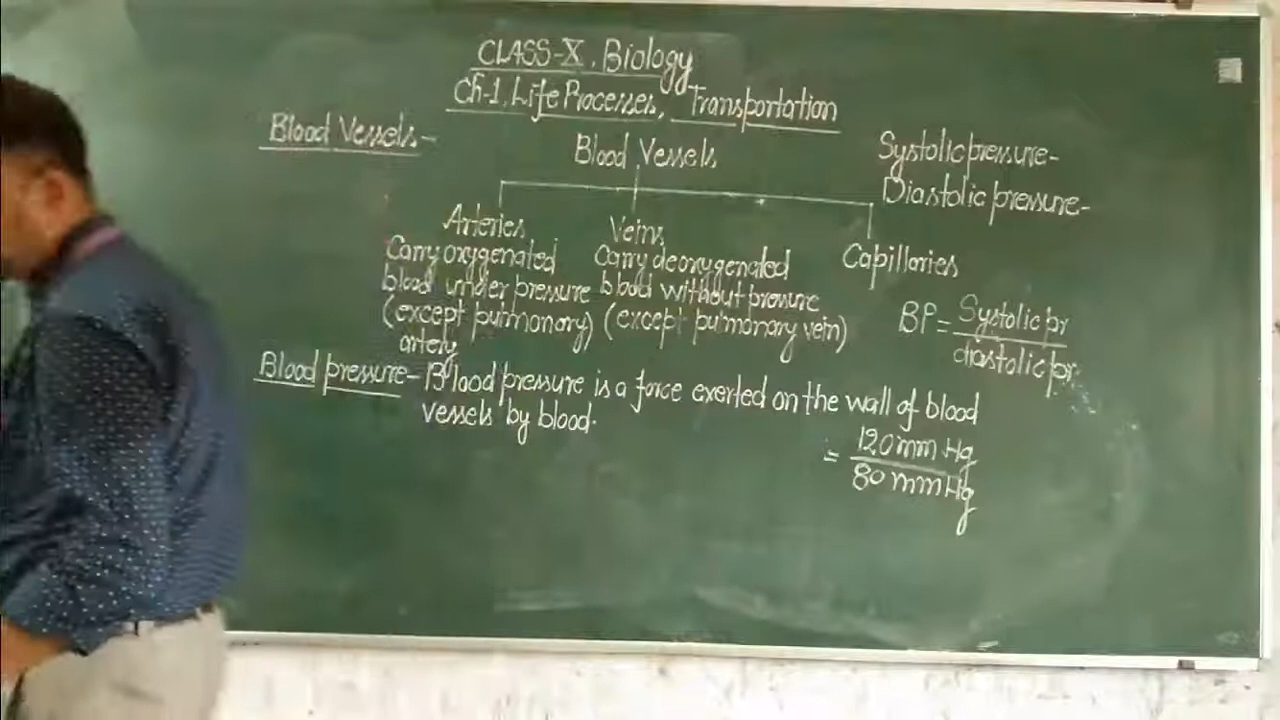 CLASS-X. Biology
Ch-1. Life Processes. Transportation
Blood Vessels-
Blood Vessels
Arteries
Carry oxygenated
blood under pressure
(except pulmonary)
artery
Veins
Carry deoxygenated
blood without pressure
(except pulmonary vein)
Capillaries
Systolic pressure-
Diastolic pressure-
BP = Systolic pr
diastolic pr.
Blood pressure- Blood pressure is a force exerted on the wall of blood
vessels by blood.
= 120 mm Hg
80 mm Hg